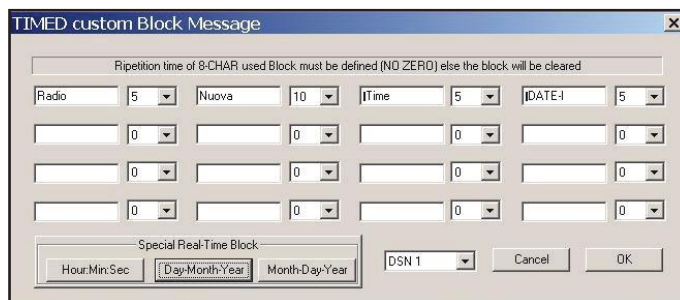 TIMED custom Block Message
Ripetition time of 8-CHAR used Block must be defined (NO ZERO) else the block will be cleared
Radio 5 Nuova 10 ITime 5 IDATE-I 5
0 0 0 0
0 0 0 0
0 0 0 0
Special Real-Time Block
Hour:Min:Sec Day-Month-Year Month-Day-Year DSN 1 Cancel OK